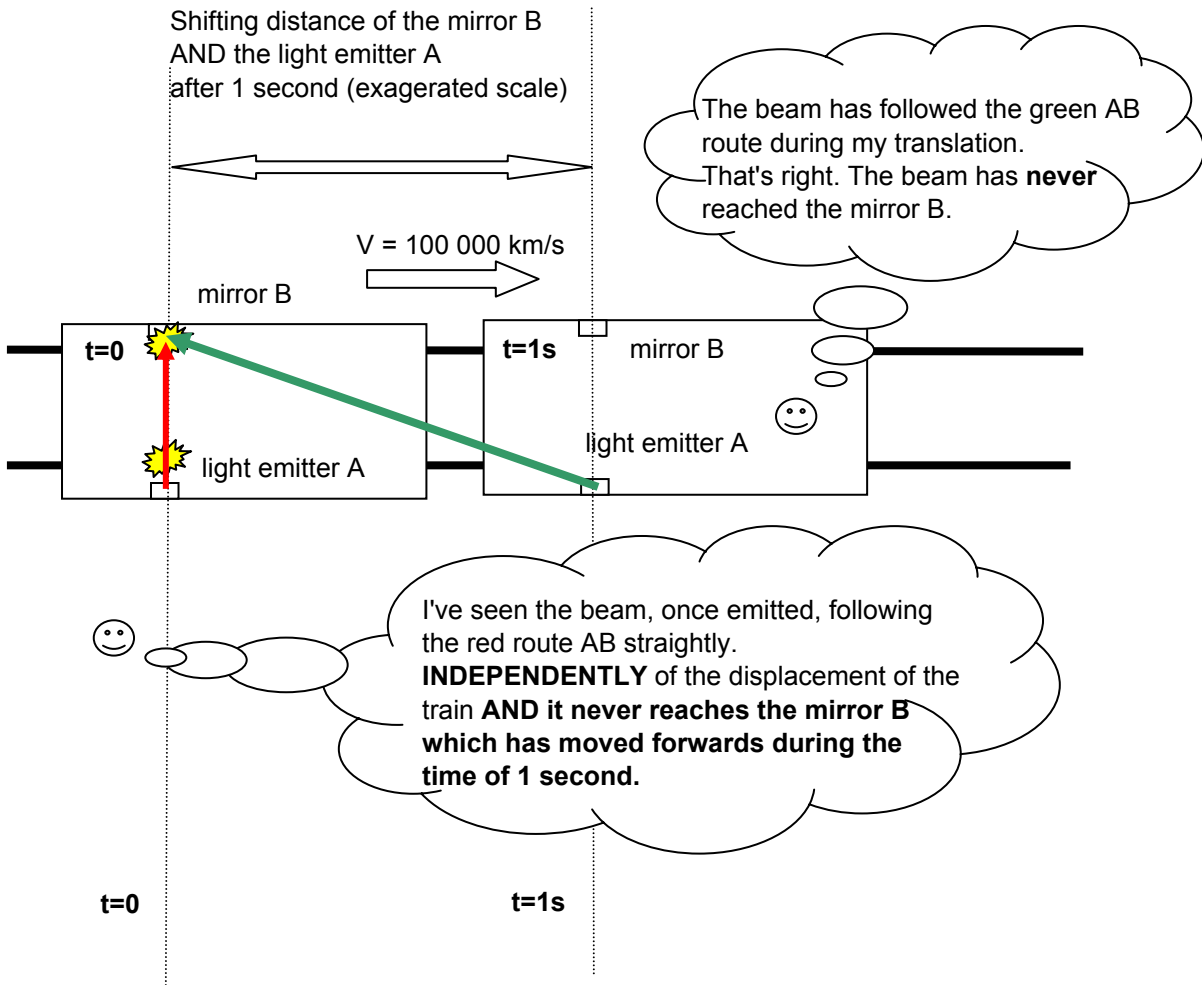 Shifting distance of the mirror B
AND the light emitter A
after 1 second (exagerated scale)
The beam has followed the green AB
route during my translation.
That's right. The beam has never
reached the mirror B.
V = 100 000 km/s
mirror B
t=0
t=1s
mirror B
light emitter A
light emitter A
I've seen the beam, once emitted, following
the red route AB straightly.
INDEPENDENTLY of the displacement of the
train AND it never reaches the mirror B
which has moved forwards during the
time of 1 second.
t=0
t=1s